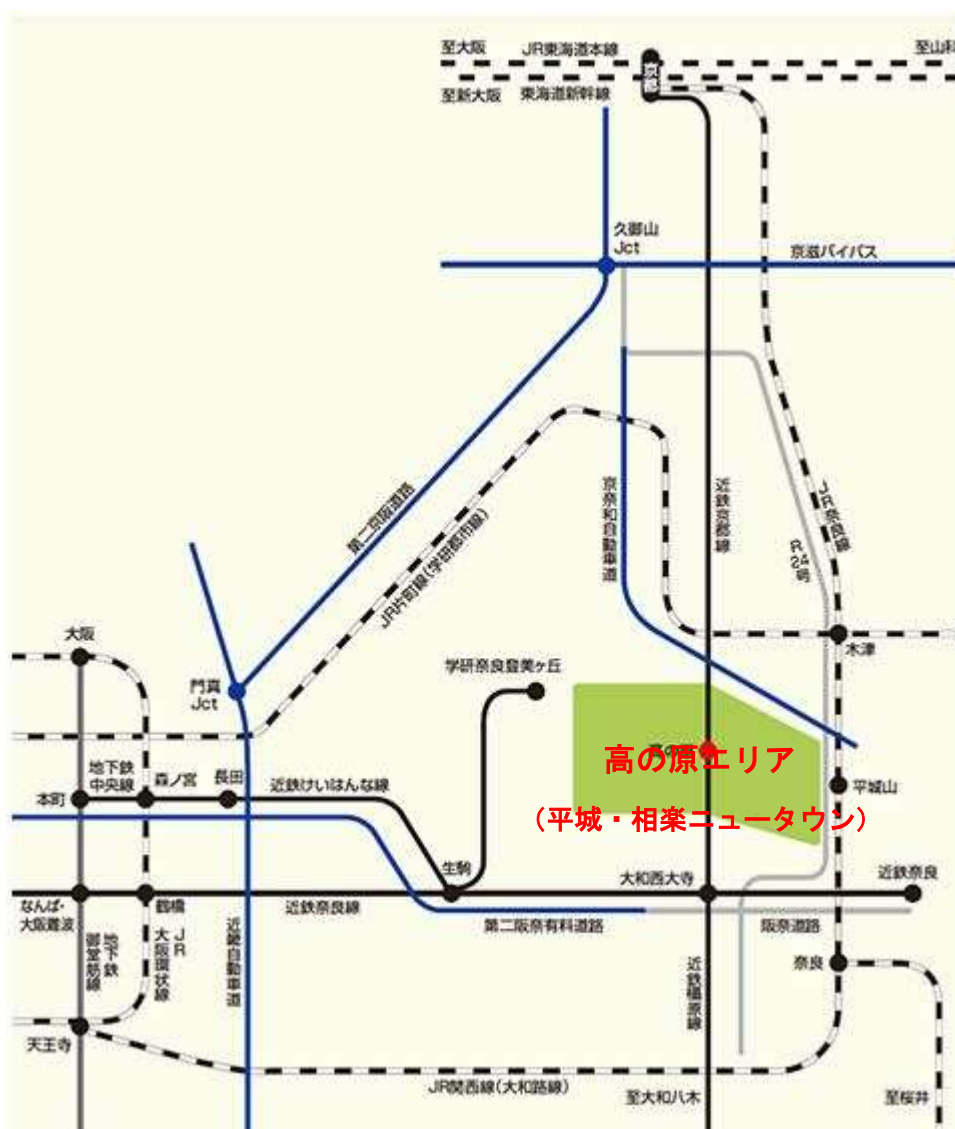 至大阪
JR東海道本線
至山科
京都
至新大阪
東海道新幹線
久御山
Jct
京滋バイパス
第二京阪道路
JR片町線(学研都市線)
京奈和自動車道
近鉄京都線
JR奈良線
R24号
大阪
木津
門真
Jct
学研奈良登美ヶ丘
高の原エリア
(平城・相楽ニュータウン)
地下鉄
中央線
森ノ宮
長田
近鉄けいはんな線
本町
平城山
生駒
大和西大寺
近鉄奈良
なんば・
大阪難波
鶴橋
近鉄奈良線
第二阪奈有料道路
阪奈道路
地下鉄
御堂筋線
JR
大阪環状線
近畿自動車道
近鉄橿原線
奈良
天王寺
JR関西線(大和路線)
至大和八木
至桜井